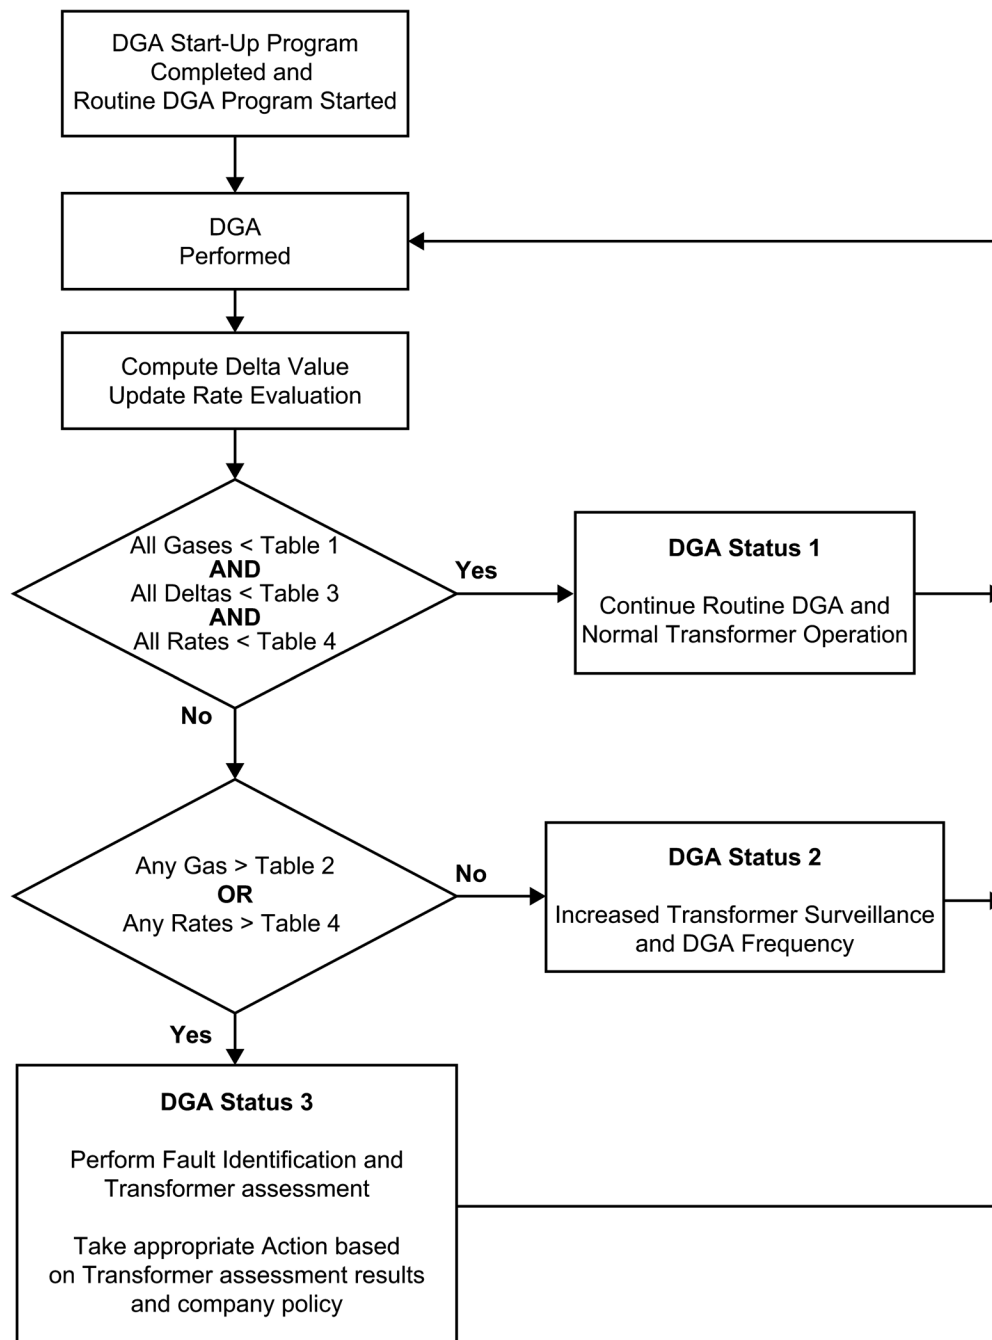 DGA Start-Up Program
Completed and
Routine DGA Program Started
DGA
Performed
Compute Delta Value
Update Rate Evaluation
All Gases < Table 1
AND
All Deltas < Table 3
AND
All Rates < Table 4
Yes
DGA Status 1
Continue Routine DGA and
Normal Transformer Operation
No
Any Gas > Table 2
OR
Any Rates > Table 4
No
DGA Status 2
Increased Transformer Surveillance
and DGA Frequency
Yes
DGA Status 3
Perform Fault Identification and
Transformer assessment
Take appropriate Action based
on Transformer assessment results
and company policy